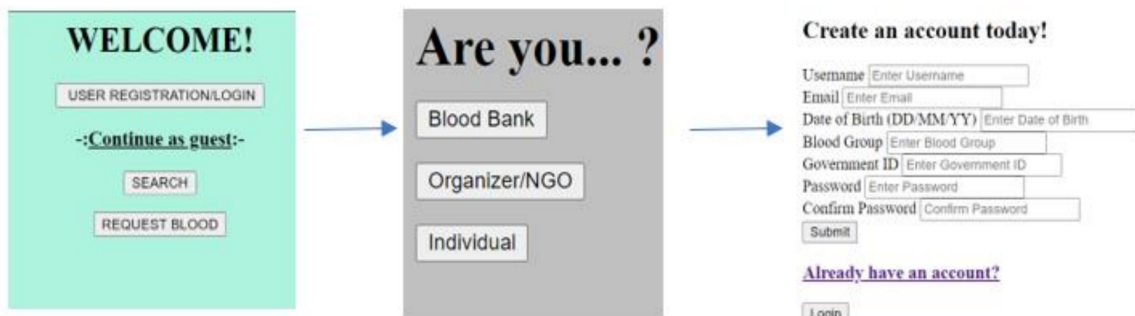 WELCOME!
USER REGISTRATION/LOGIN
-:Continue as guest:-
SEARCH
REQUEST BLOOD
Are you... ?
Blood Bank
Organizer/NGO
Individual
Create an account today!
Username Enter Username
Email Enter Email
Date of Birth (DD/MM/YY) Enter Date of Birth
Blood Group Enter Blood Group
Government ID Enter Government ID
Password Enter Password
Confirm Password Confirm Password
Submit
Already have an account?
Login